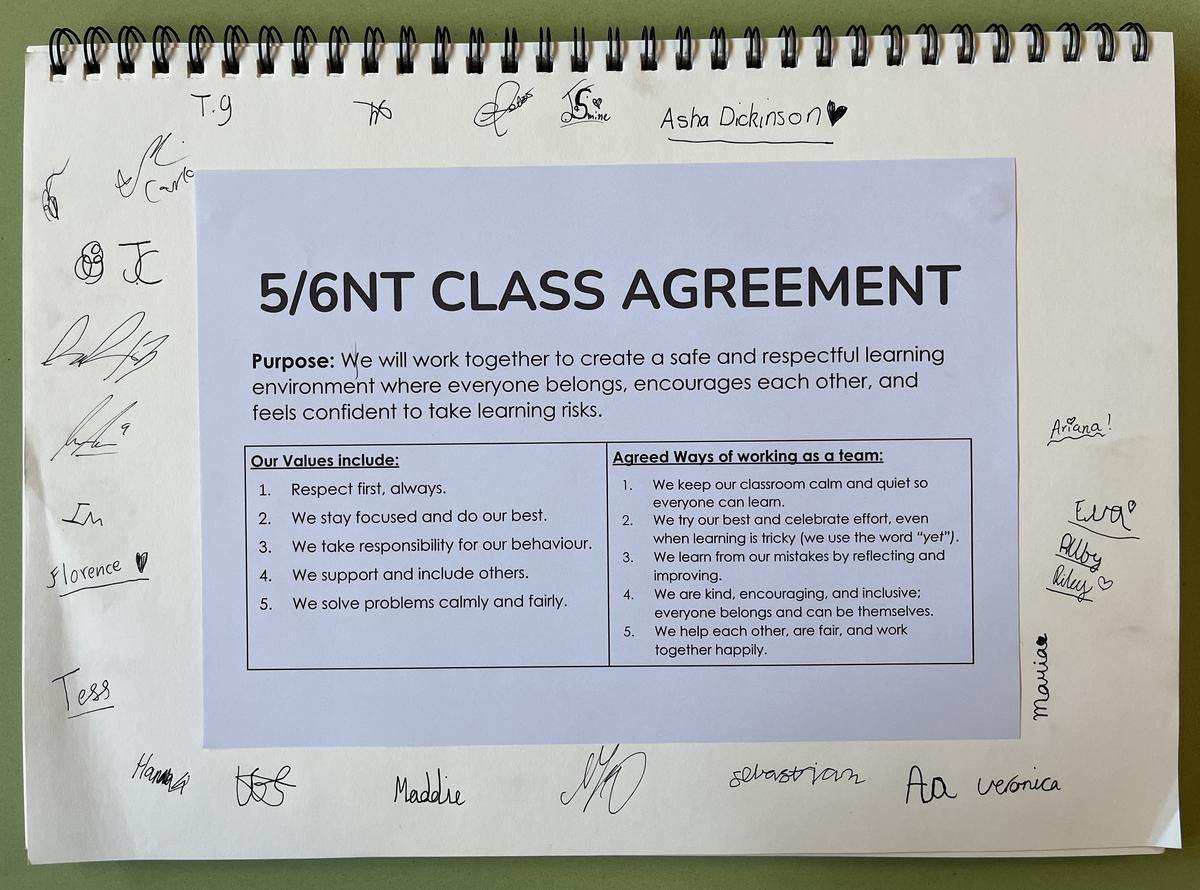 T.g
Asha Dickinson
JC
5/6NT CLASS AGREEMENT
Purpose: We will work together to create a safe and respectful learning
environment where everyone belongs, encourages each other, and
feels confident to take learning risks.
Our Values include:
1. Respect first, always.
2. We stay focused and do our best.
3. We take responsibility for our behaviour.
4. We support and include others.
5. We solve problems calmly and fairly.
Agreed Ways of working as a team:
1. We keep our classroom calm and quiet so
everyone can learn.
2. We try our best and celebrate effort, even
when learning is tricky (we use the word “yet”).
3. We learn from our mistakes by reflecting and
improving.
4. We are kind, encouraging, and inclusive;
everyone belongs and can be themselves.
5. We help each other, are fair, and work
together happily.
Ariana!
Eva
Riley
Florence
Tess
Maddie
sebastian
Aa veronica